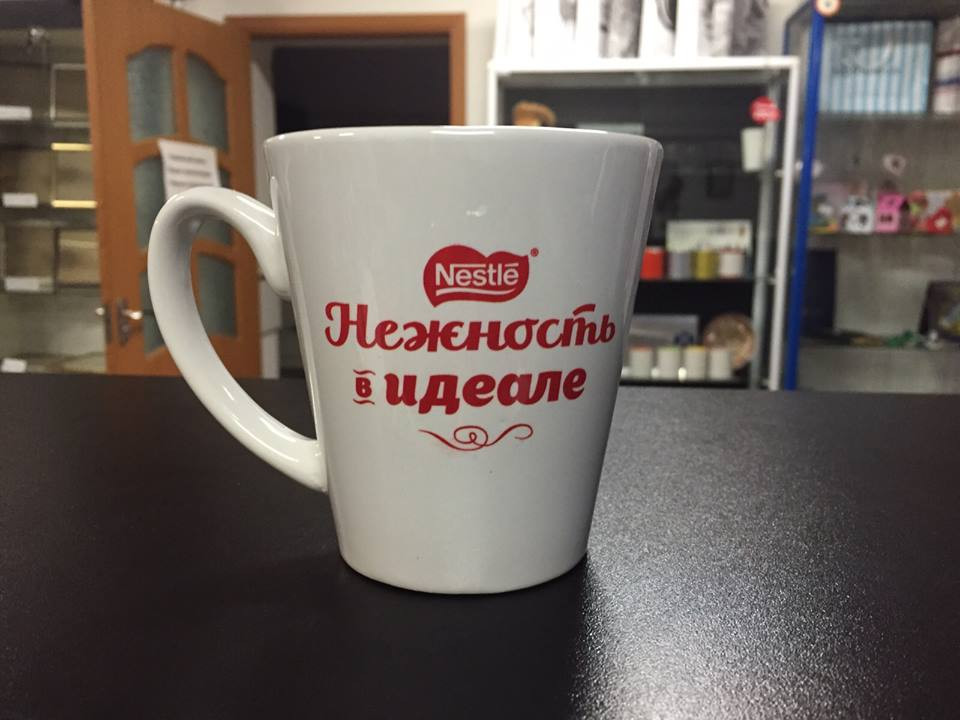 Nestlé®
Нежность
в идеале